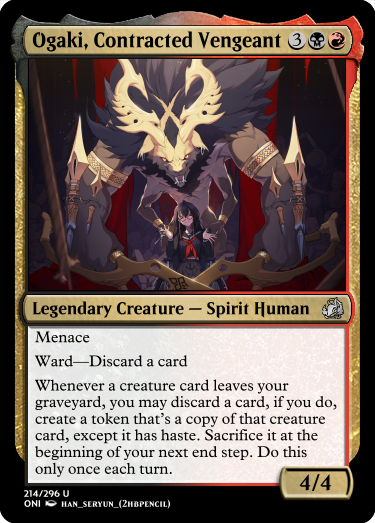 Ogaki, Contracted Vengeant 3
Legendary Creature — Spirit Human
Menace
Ward—Discard a card
Whenever a creature card leaves your
graveyard, you may discard a card, if you do,
create a token that's a copy of that creature
card, except it has haste. Sacrifice it at the
beginning of your next end step. Do this
only once each turn.
4/4
214/296 U
ONI HAN_SERYUN_(2HBPENCIL)